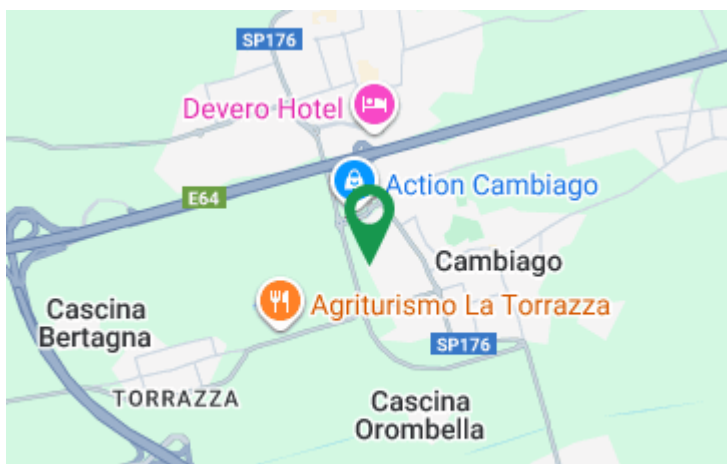 SP176
Devero Hotel
Action Cambiago
E64
Cambiago
Agriturismo La Torrazza
Cascina
Bertagna
SP176
TORRAZZA
Cascina
Orombella